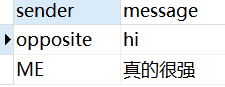 sender message
opposite hi
ME 真的很强